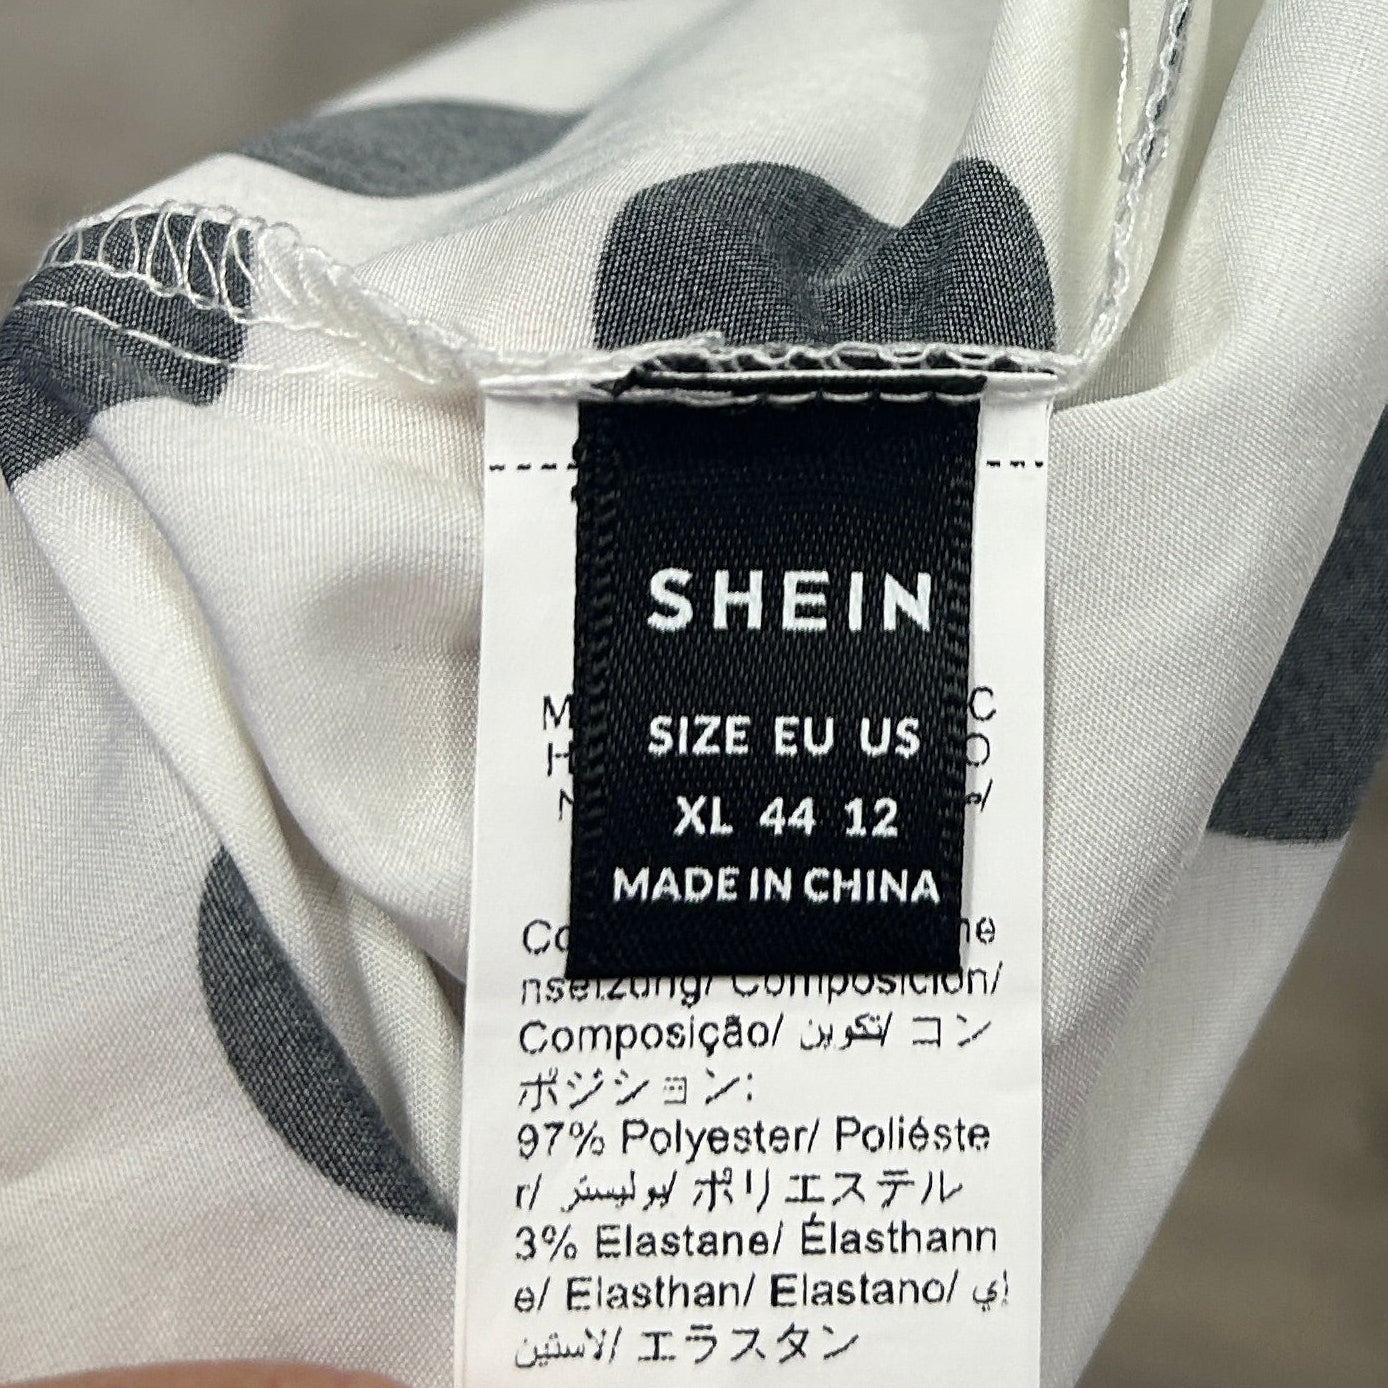 SHEIN
SIZE EU US
XL 44 12
MADE IN CHINA
nsetzung/ Composición/
Composição/ تكوين/ コン
ポジション:
97% Polyester/ Poliéste
r/ بوليستر/ ポリエステル
3% Elastane/ Élasthann
e/ Elasthan/ Elastano/ إي
لاستين/ エラスタン